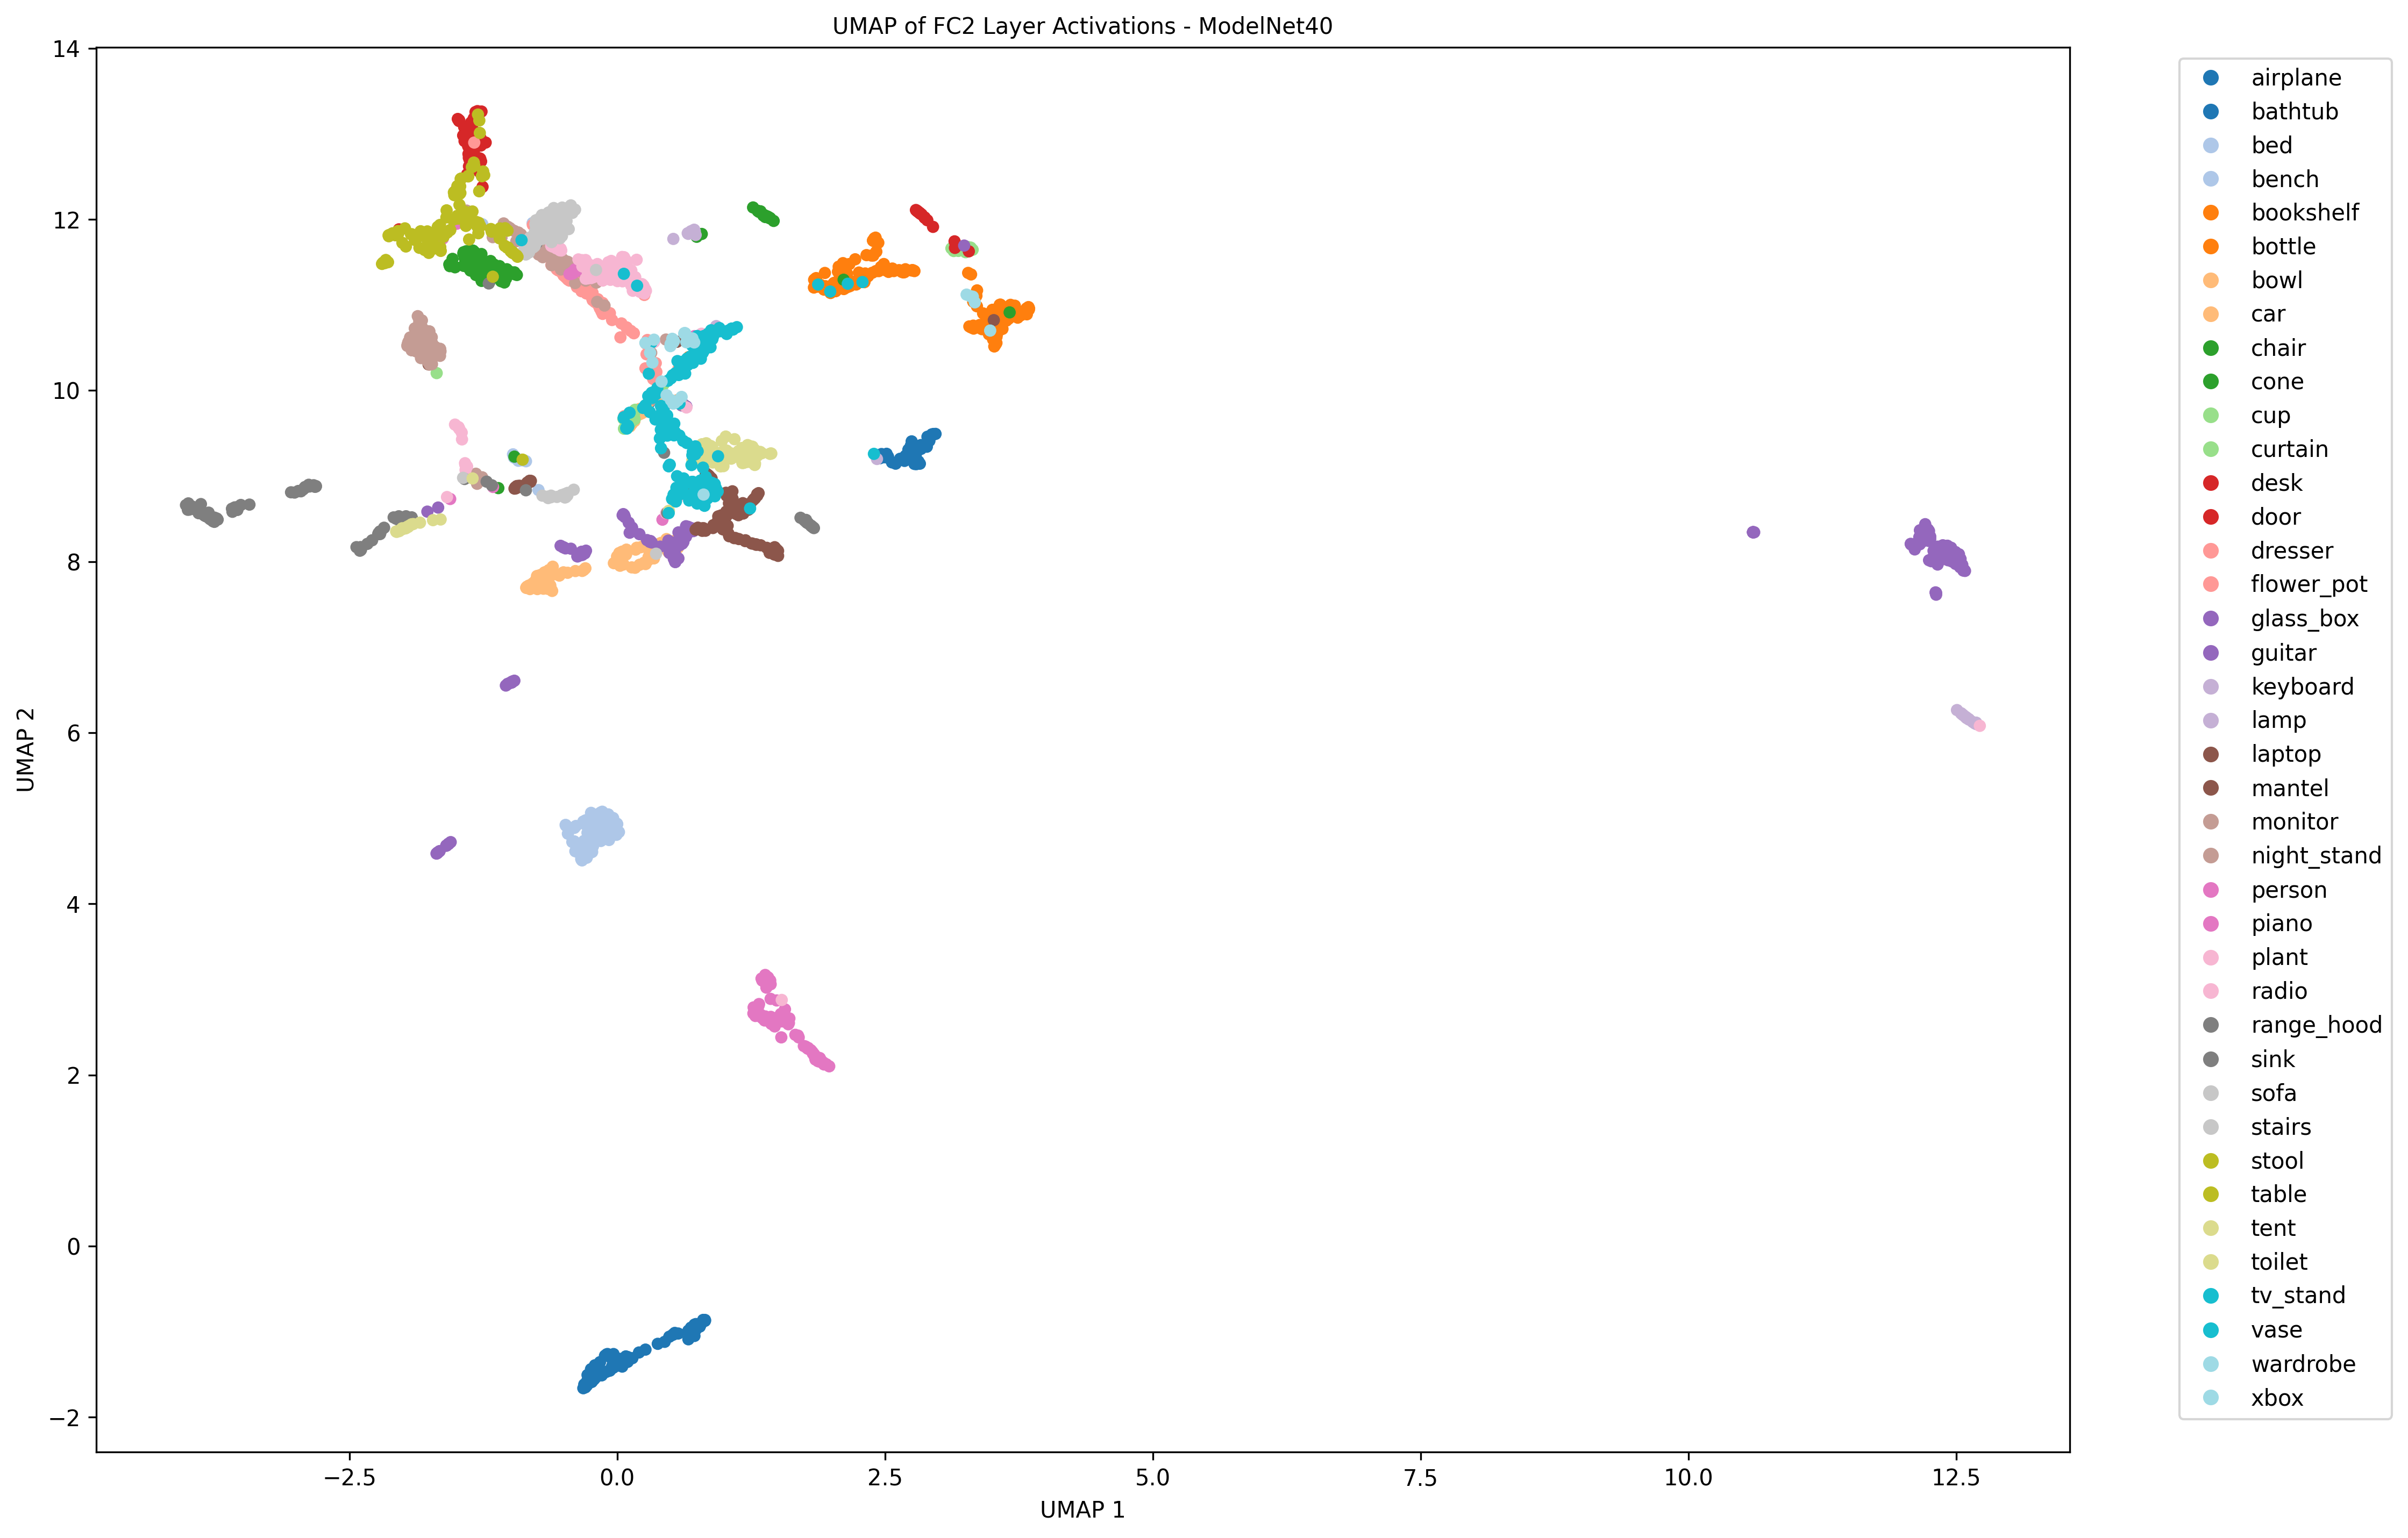 UMAP of FC2 Layer Activations - ModelNet40
14
12
10
8
6
4
2
0
−2
UMAP 2
−2.5
0.0
2.5
5.0
7.5
10.0
12.5
UMAP 1
airplane
bathtub
bed
bench
bookshelf
bottle
bowl
car
chair
cone
cup
curtain
desk
door
dresser
flower_pot
glass_box
guitar
keyboard
lamp
laptop
mantel
monitor
night_stand
person
piano
plant
radio
range_hood
sink
sofa
stairs
stool
table
tent
toilet
tv_stand
vase
wardrobe
xbox